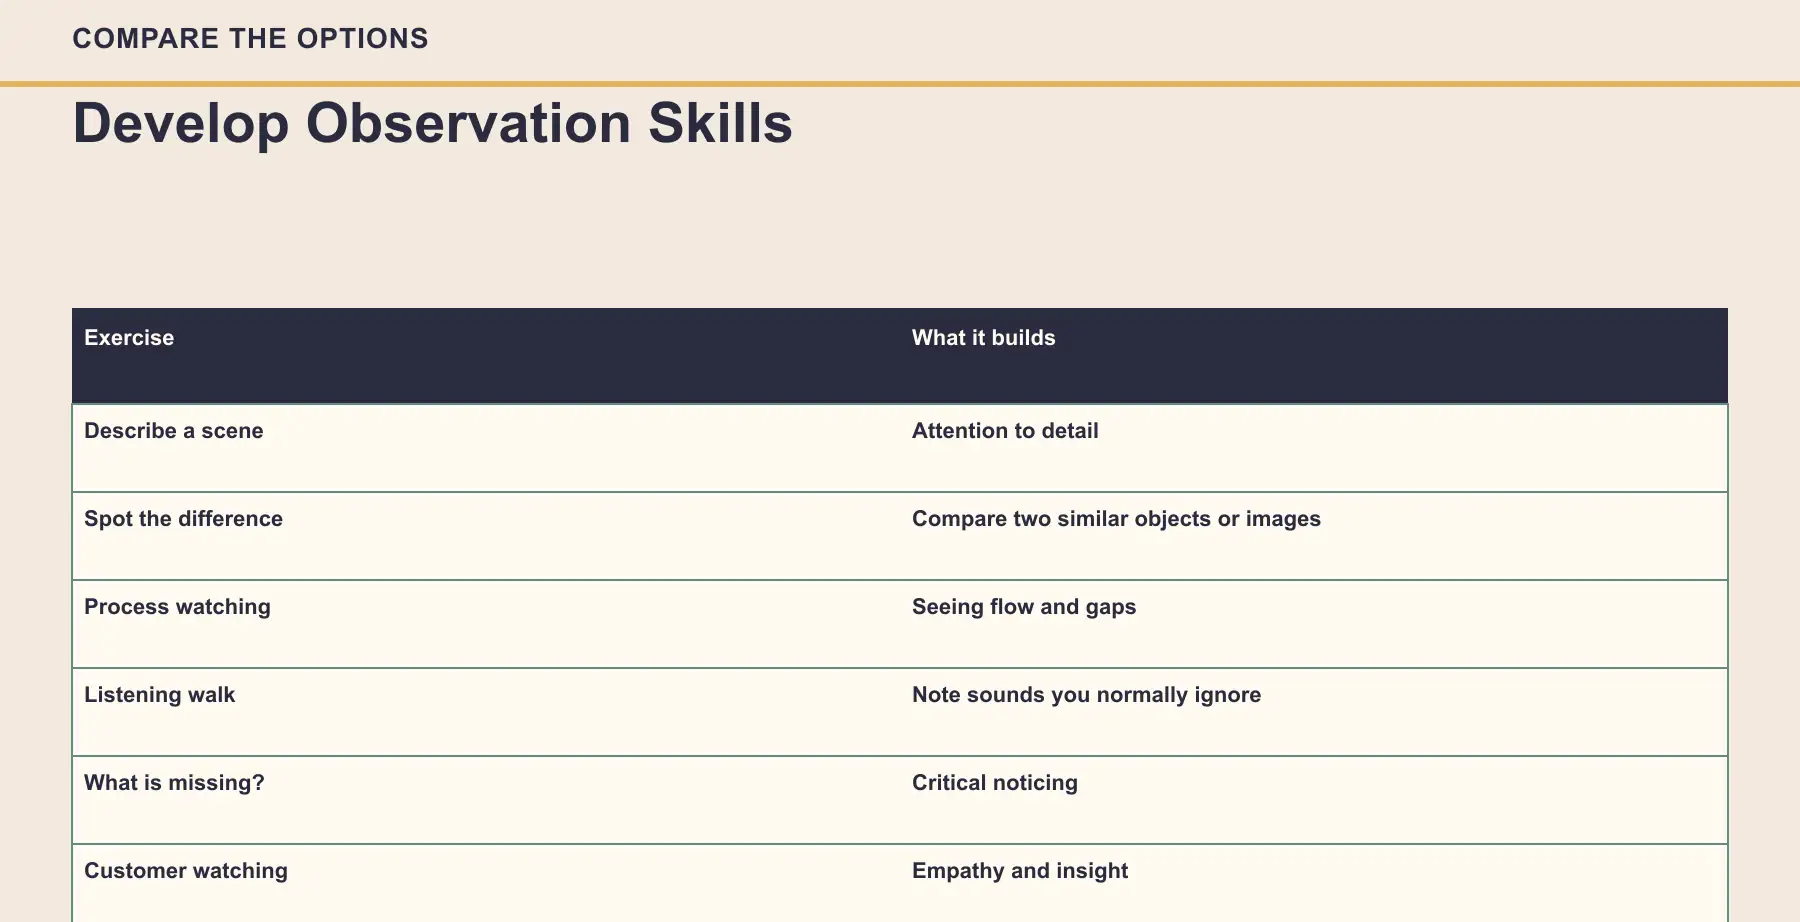 COMPARE THE OPTIONS
Develop Observation Skills
Exercise What it builds
Describe a scene Attention to detail
Spot the difference Compare two similar objects or images
Process watching Seeing flow and gaps
Listening walk Note sounds you normally ignore
What is missing? Critical noticing
Customer watching Empathy and insight